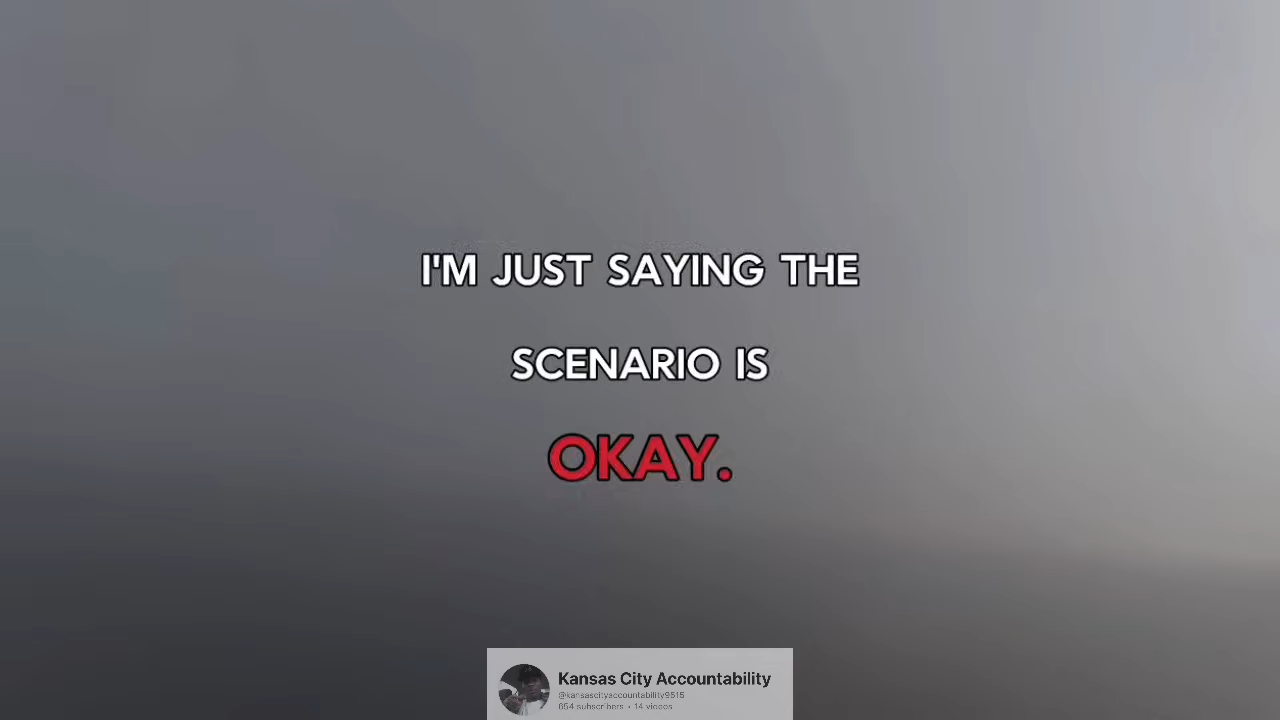 I'M JUST SAYING THE
SCENARIO IS
OKAY.
Kansas City Accountability
@kansascityaccountability9515
654 subscribers • 14 videos